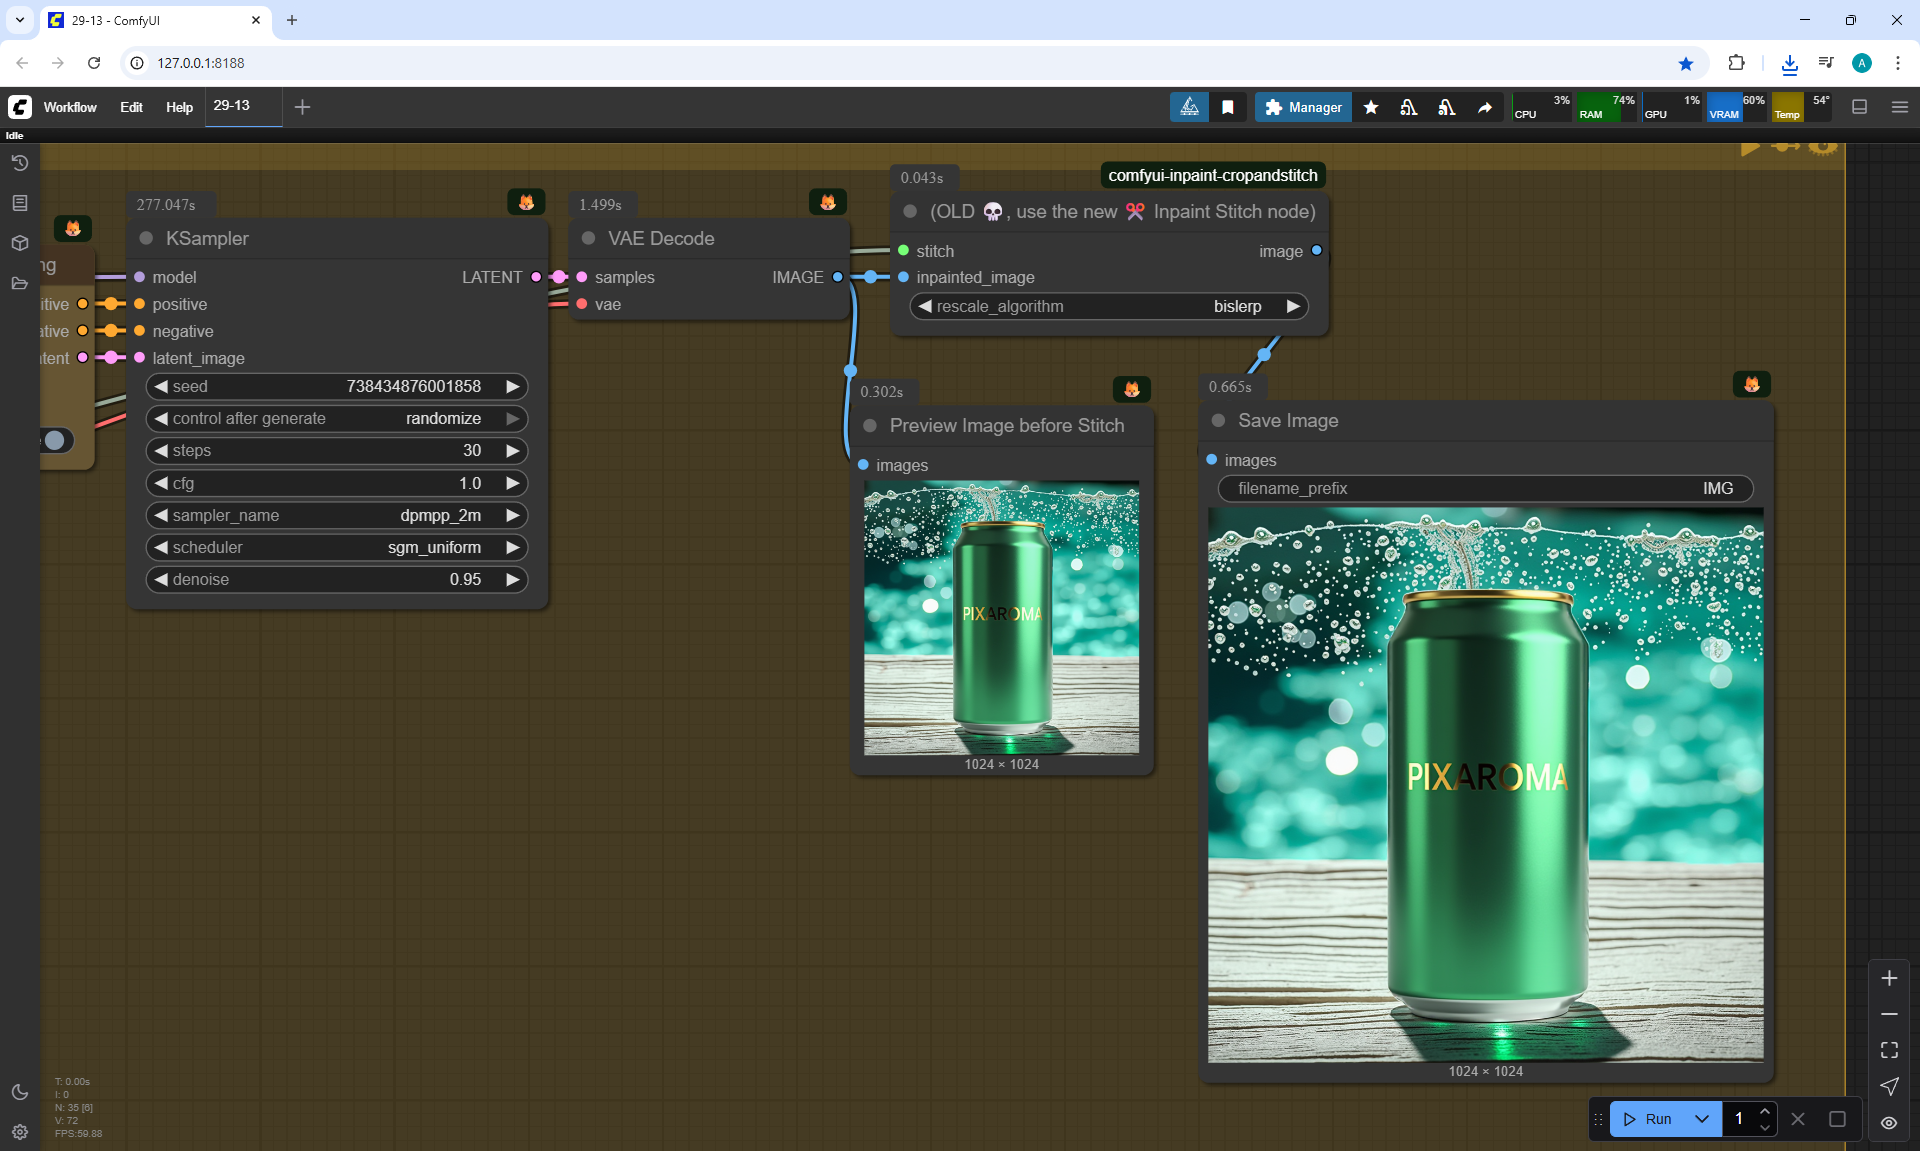 29-13 - ComfyUI
127.0.0.1:8188
Workflow Edit Help 29-13
Manager
CPU 3% RAM 74% GPU 1% VRAM 60% Temp 54°
Idle
277.047s
1.499s
0.043s
comfyui-inpaint-cropandstitch
ng
itive
ative
atent
KSampler
model LATENT
positive
negative
latent_image
seed 738434876001858
control after generate randomize
steps 30
cfg 1.0
sampler_name dpmpp_2m
scheduler sgm_uniform
denoise 0.95
VAE Decode
samples IMAGE
vae
(OLD 💀, use the new ✂️ Inpaint Stitch node)
stitch image
inpainted_image
rescale_algorithm bislerp
0.302s
Preview Image before Stitch
images
PIXAROMA
1024 × 1024
0.665s
Save Image
images
filename_prefix IMG
PIXAROMA
1024 × 1024
T: 0.00s
I: 0
N: 35 [6]
V: 72
FPS:59.88
Run 1
A